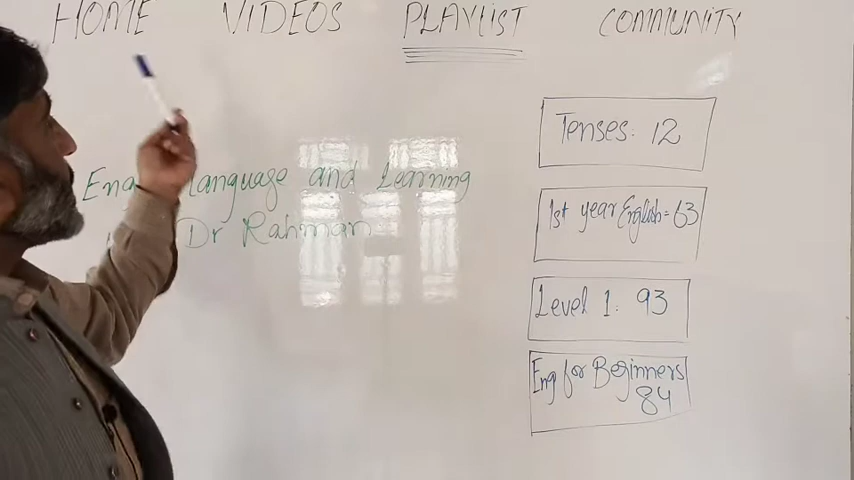 HOME VIDEOS PLAYLIST COMMUNITY
Tenses: 12
Eng language and Learning
Dr Rahman
1st year English = 63
Level 1: 93
Eng for Beginners
84